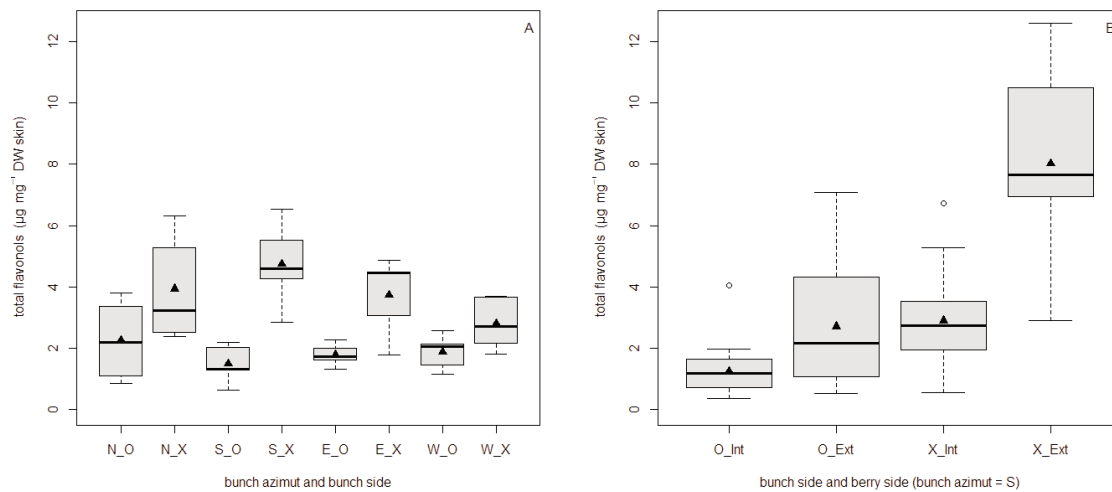 A
total flavonols (µg mg⁻¹ DW skin)
12
10
8
6
4
2
0
N_O N_X S_O S_X E_O E_X W_O W_X
bunch azimut and bunch side
B
total flavonols (µg mg⁻¹ DW skin)
12
10
8
6
4
2
0
O_Int O_Ext X_Int X_Ext
bunch side and berry side (bunch azimut = S)